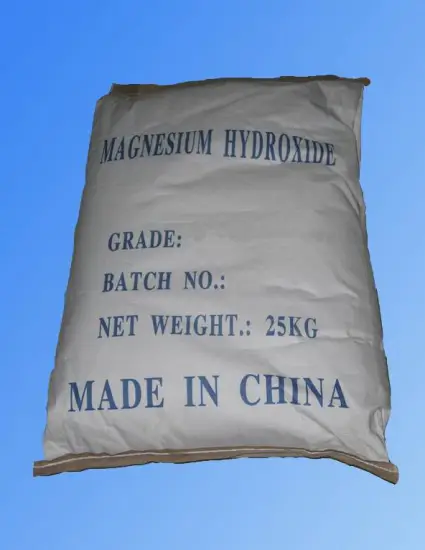 MAGNESIUM HYDROXIDE
GRADE:
BATCH NO.:
NET WEIGHT.: 25KG
MADE IN CHINA